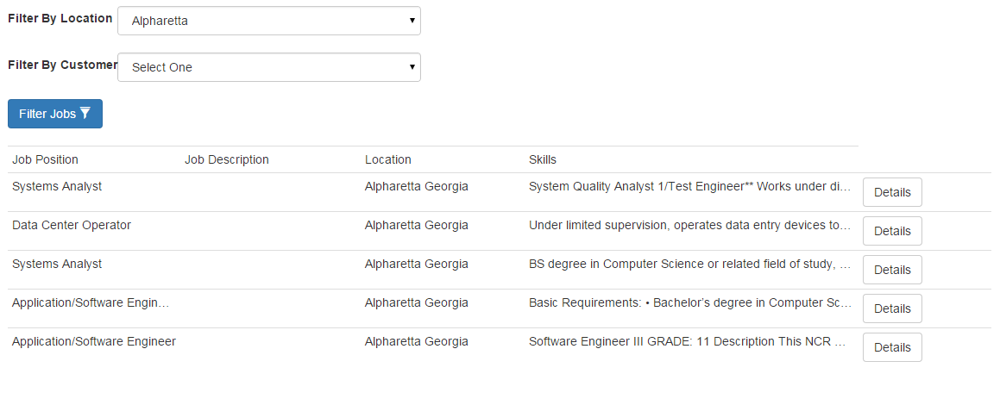 Filter By Location Alpharetta
Filter By Customer Select One
Filter Jobs
Job Position Job Description Location Skills
Systems Analyst Alpharetta Georgia System Quality Analyst 1/Test Engineer** Works under di… Details
Data Center Operator Alpharetta Georgia Under limited supervision, operates data entry devices to… Details
Systems Analyst Alpharetta Georgia BS degree in Computer Science or related field of study, … Details
Application/Software Engin… Alpharetta Georgia Basic Requirements: • Bachelor’s degree in Computer Sc… Details
Application/Software Engineer Alpharetta Georgia Software Engineer III GRADE: 11 Description This NCR … Details